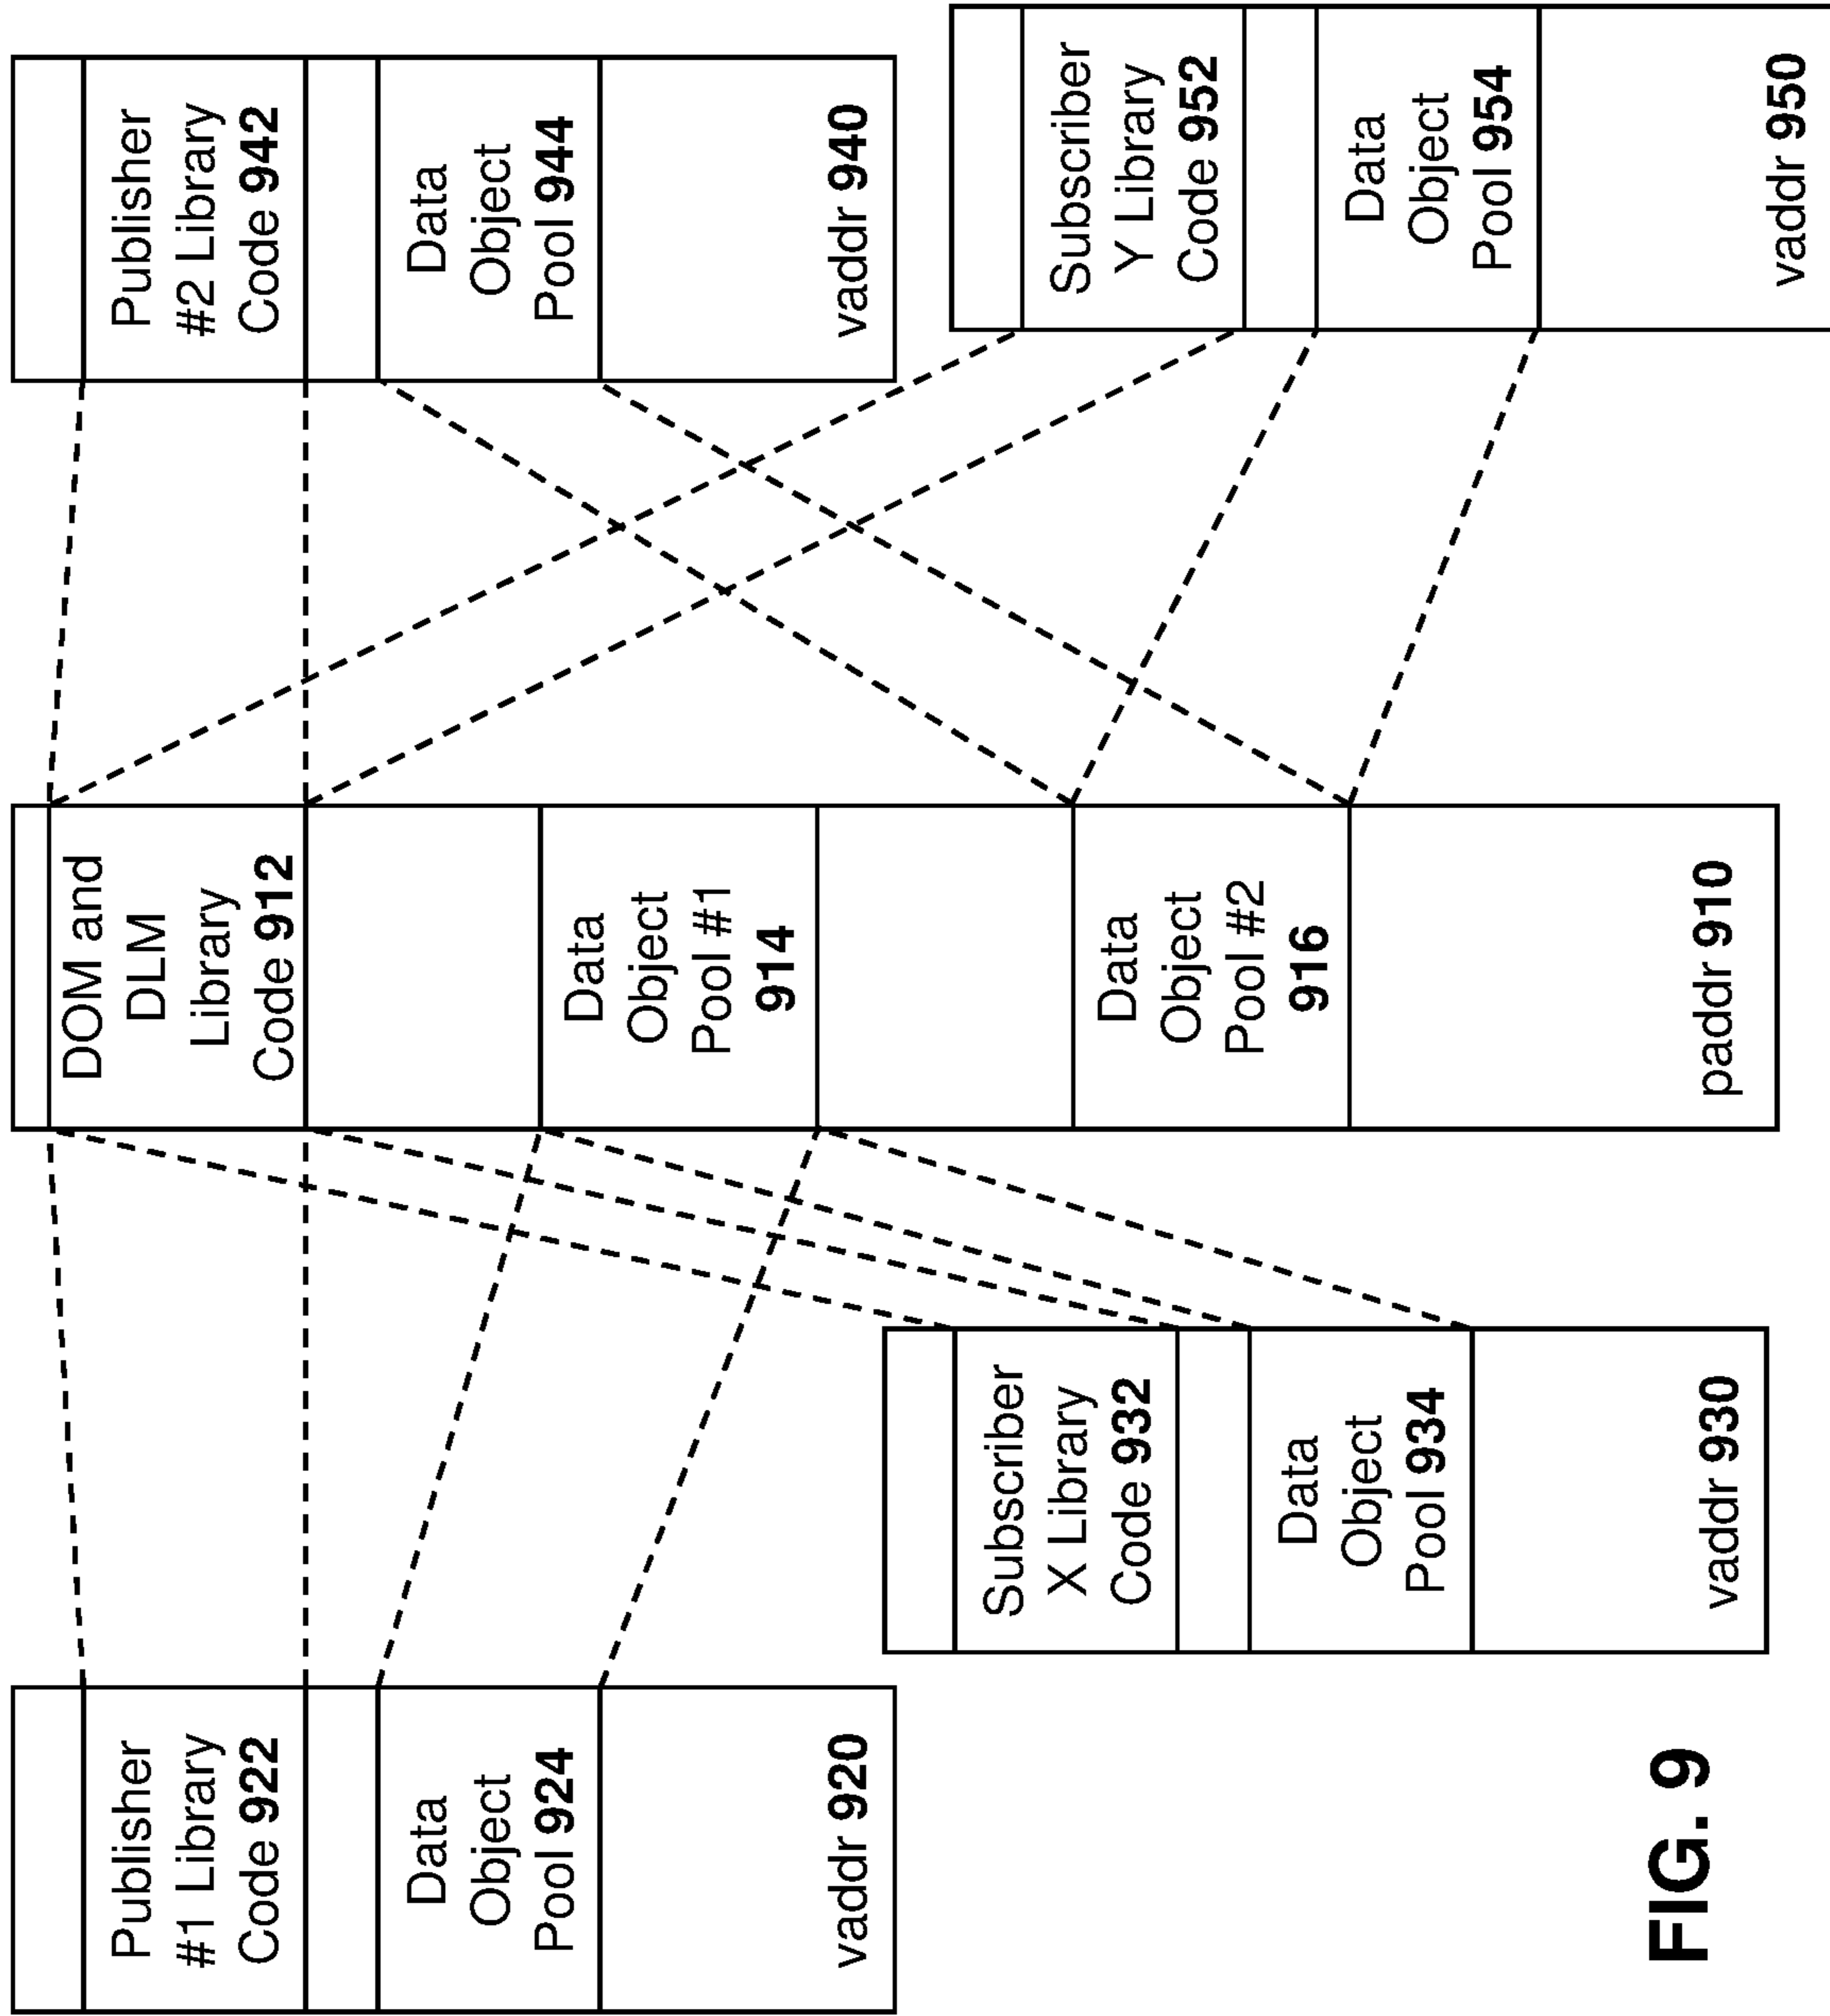 Publisher
#1 Library
Code 922
Data
Object
Pool 924
vaddr 920
Subscriber
X Library
Code 932
Data
Object
Pool 934
vaddr 930
DOM and
DLM
Library
Code 912
Data
Object
Pool #1
914
Data
Object
Pool #2
916
paddr 910
Publisher
#2 Library
Code 942
Data
Object
Pool 944
vaddr 940
Subscriber
Y Library
Code 952
Data
Object
Pool 954
vaddr 950
FIG. 9